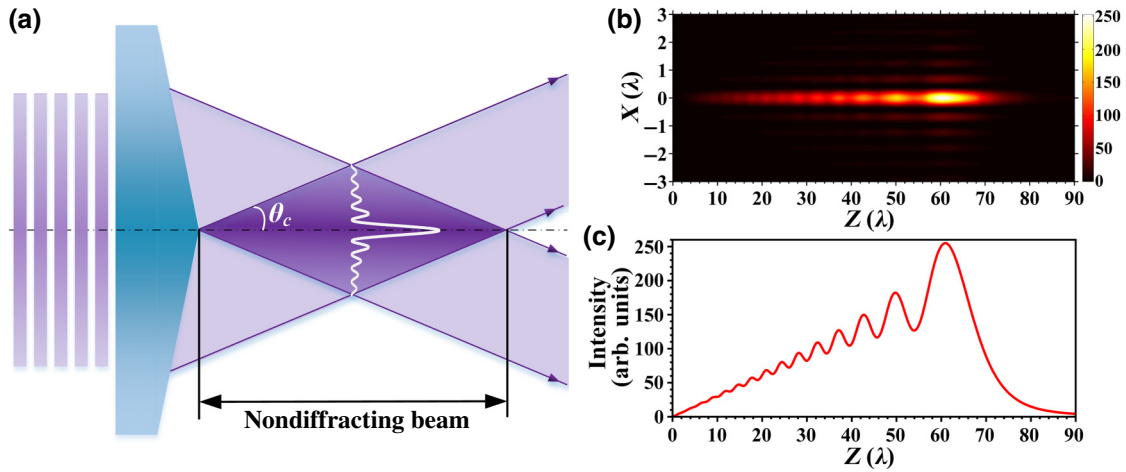 (a)
θc
Nondiffracting beam
(b)
3
2
1
0
−1
−2
−3
X (λ)
0 10 20 30 40 50 60 70 80 90
Z (λ)
250
200
150
100
50
0
(c)
250
200
150
100
50
0
Intensity
(arb. units)
0 10 20 30 40 50 60 70 80 90
Z (λ)